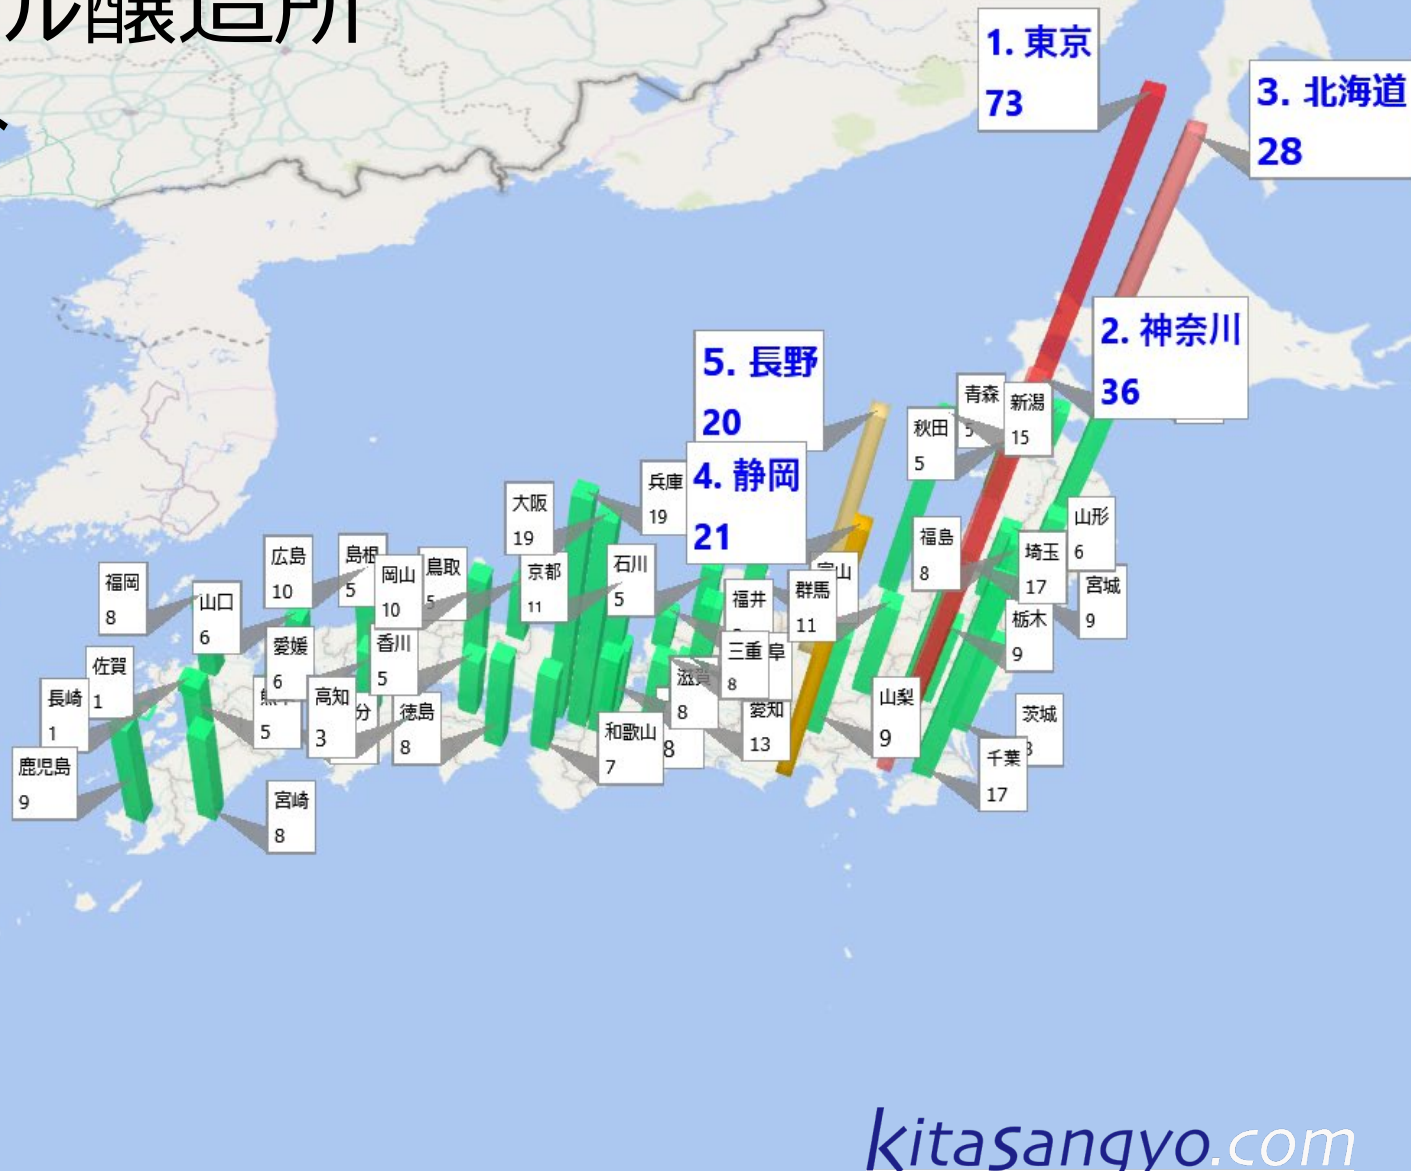 ル醸造所
1. 東京
73
3. 北海道
28
2. 神奈川
36
5. 長野
20
4. 静岡
21
青森
5
新潟
15
秋田
5
兵庫
19
大阪
19
山形
6
福島
8
埼玉
17
宮城
9
栃木
9
広島
10
島根
5
岡山
10
鳥取
5
京都
11
石川
5
福井
群馬
11
山
福岡
8
山口
6
愛媛
6
香川
5
三重
8
阜
滋賀
8
佐賀
1
長崎
1
5
高知
3
分
徳島
8
和歌山
7
8
愛知
13
山梨
9
茨城
千葉
17
鹿児島
9
宮崎
8
kitasangyo.com